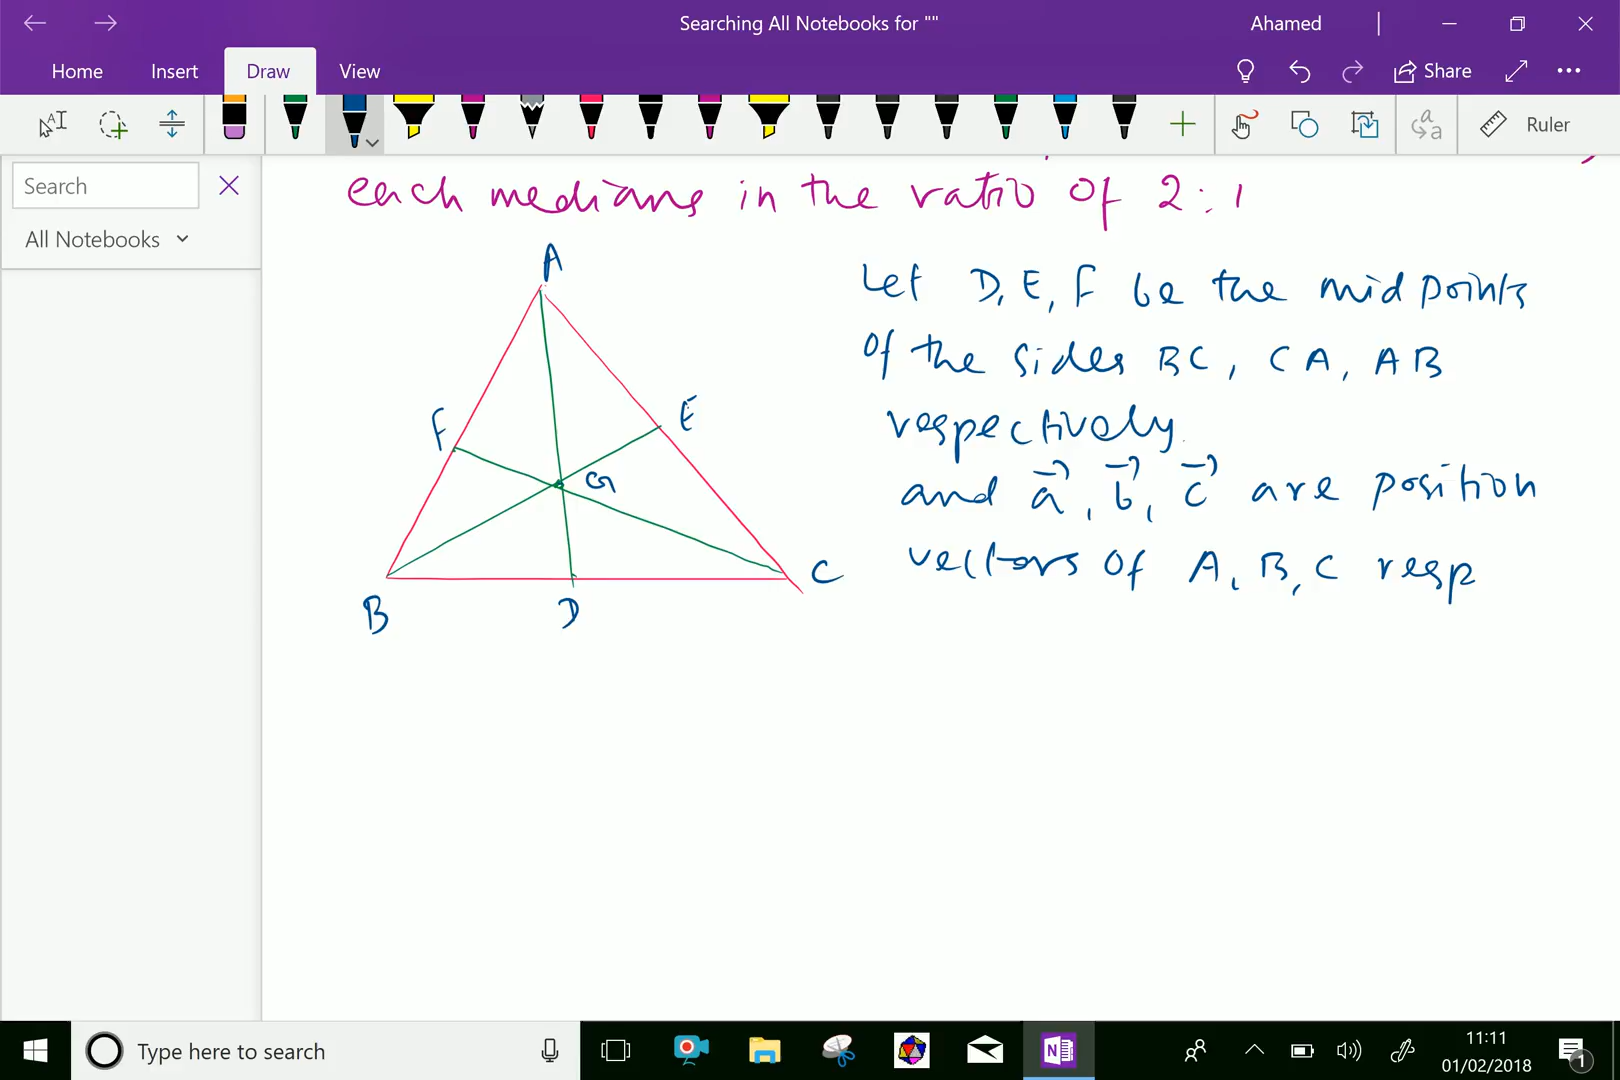 Searching All Notebooks for ""
Ahamed
Home Insert Draw View
Share
Ruler
Search
All Notebooks
each medians in the ratio of 2:1
A
F
E
G
B
D
C
Let D, E, F be the mid points
of the sides BC, CA, AB
respectively.
and a⃗, b⃗, c⃗ are position
vectors of A, B, C resp
Type here to search
11:11
01/02/2018
1